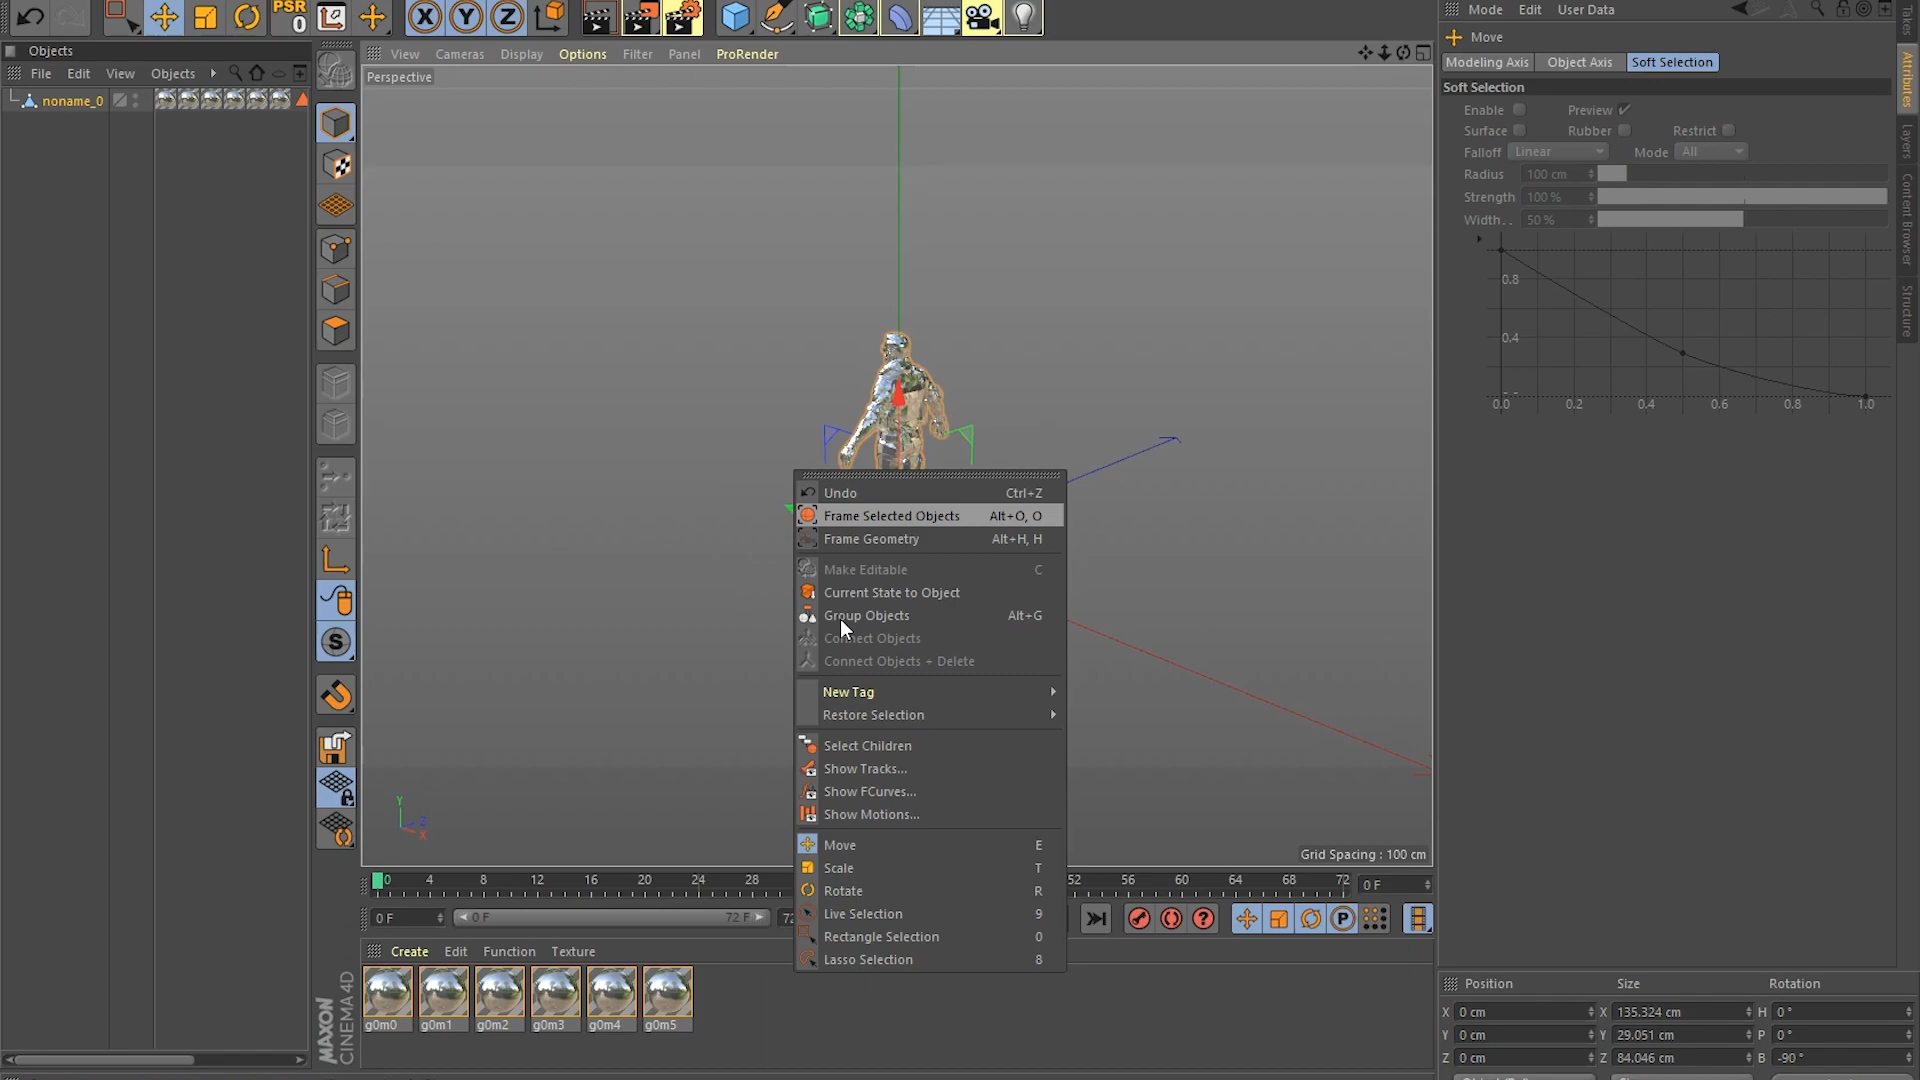 PSR
0
X Y Z
Mode Edit User Data
Objects
File Edit View Objects
noname_0
View Cameras Display Options Filter Panel ProRender
Perspective
Move
Modeling Axis Object Axis Soft Selection
Soft Selection
Enable Preview
Surface Rubber Restrict
Falloff Linear Mode All
Radius 100 cm
Strength 100 %
Width.. 50 %
0.8
0.4
0.0 0.2 0.4 0.6 0.8 1.0
Takes
Attributes
Layers
Content Browser
Structure
Undo Ctrl+Z
Frame Selected Objects Alt+O, O
Frame Geometry Alt+H, H
Make Editable C
Current State to Object
Group Objects Alt+G
Connect Objects
Connect Objects + Delete
New Tag
Restore Selection
Select Children
Show Tracks...
Show FCurves...
Show Motions...
Move E
Scale T
Rotate R
Live Selection 9
Rectangle Selection 0
Lasso Selection 8
Y
Z
X
S
Grid Spacing : 100 cm
0 4 8 12 16 20 24 28 52 56 60 64 68 72 0 F
0 F 0 F 72 F 72
P
Create Edit Function Texture
g0m0 g0m1 g0m2 g0m3 g0m4 g0m5
MAXON
CINEMA 4D
Position Size Rotation
X 0 cm X 135.324 cm H 0 °
Y 0 cm Y 29.051 cm P 0 °
Z 0 cm Z 84.046 cm B -90 °